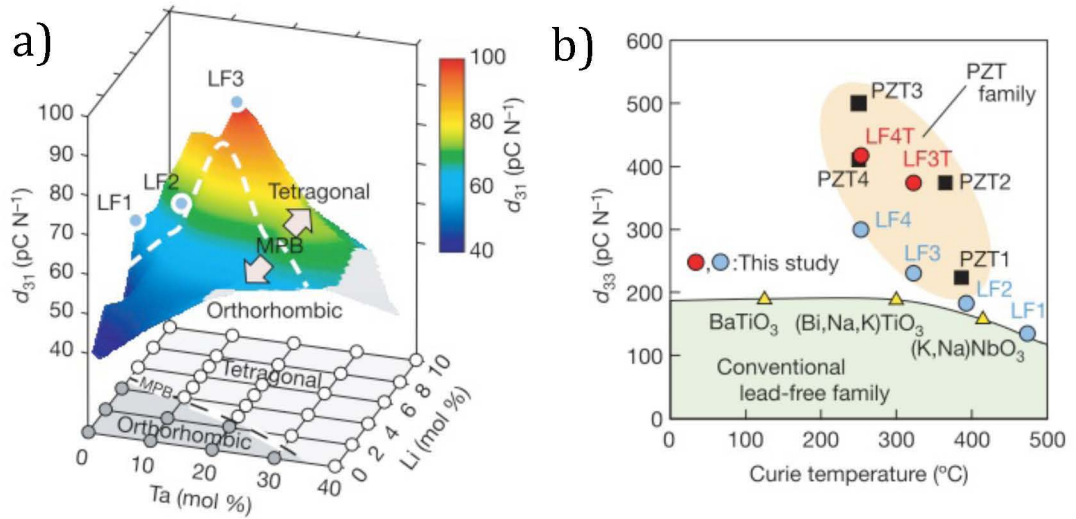 a)
LF3
LF2
LF1
100
90
80
70
60
50
40
d31 (pC N–1)
Tetragonal
MPB
Orthorhombic
100
80
60
40
d31 (pC N–1)
Tetragonal
MPB
Orthorhombic
0
10
20
30
40
Ta (mol %)
0
2
4
6
8
10
Li (mol %)
b)
600
500
400
300
200
100
0
d33 (pC N–1)
PZT
family
PZT3
LF4T
LF3T
PZT4
PZT2
LF4
LF3
PZT1
LF2
LF1
,
:This study
BaTiO3
(Bi,Na,K)TiO3
(K,Na)NbO3
Conventional
lead-free family
0
100
200
300
400
500
Curie temperature (ºC)